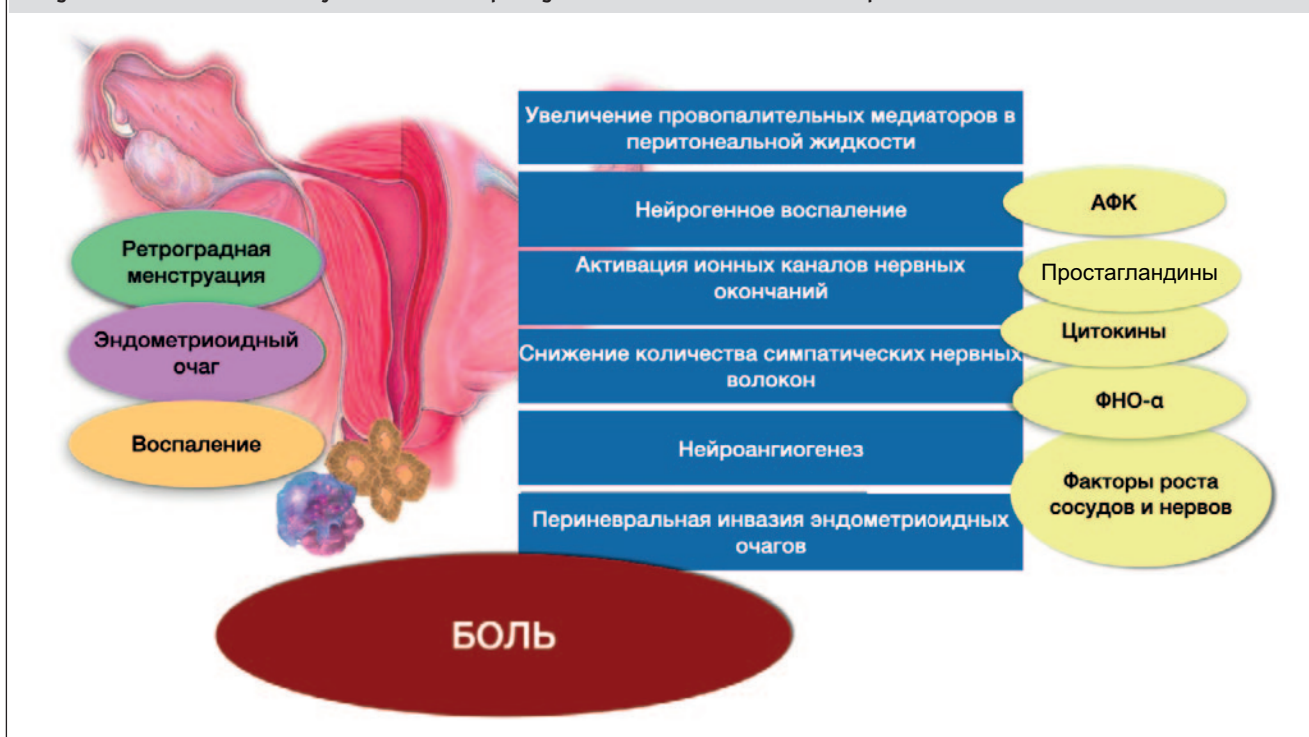 Увеличение провопалительных медиаторов в
перитонеальной жидкости
Нейрогенное воспаление
Активация ионных каналов нервных
окончаний
Снижение количества симпатических нервных
волокон
Нейроангиогенез
Периневральная инвазия эндометриоидных
очагов
Ретроградная
менструация
Эндометриоидный
очаг
Воспаление
АФК
Простагландины
Цитокины
ФНО-α
Факторы роста
сосудов и нервов
БОЛЬ